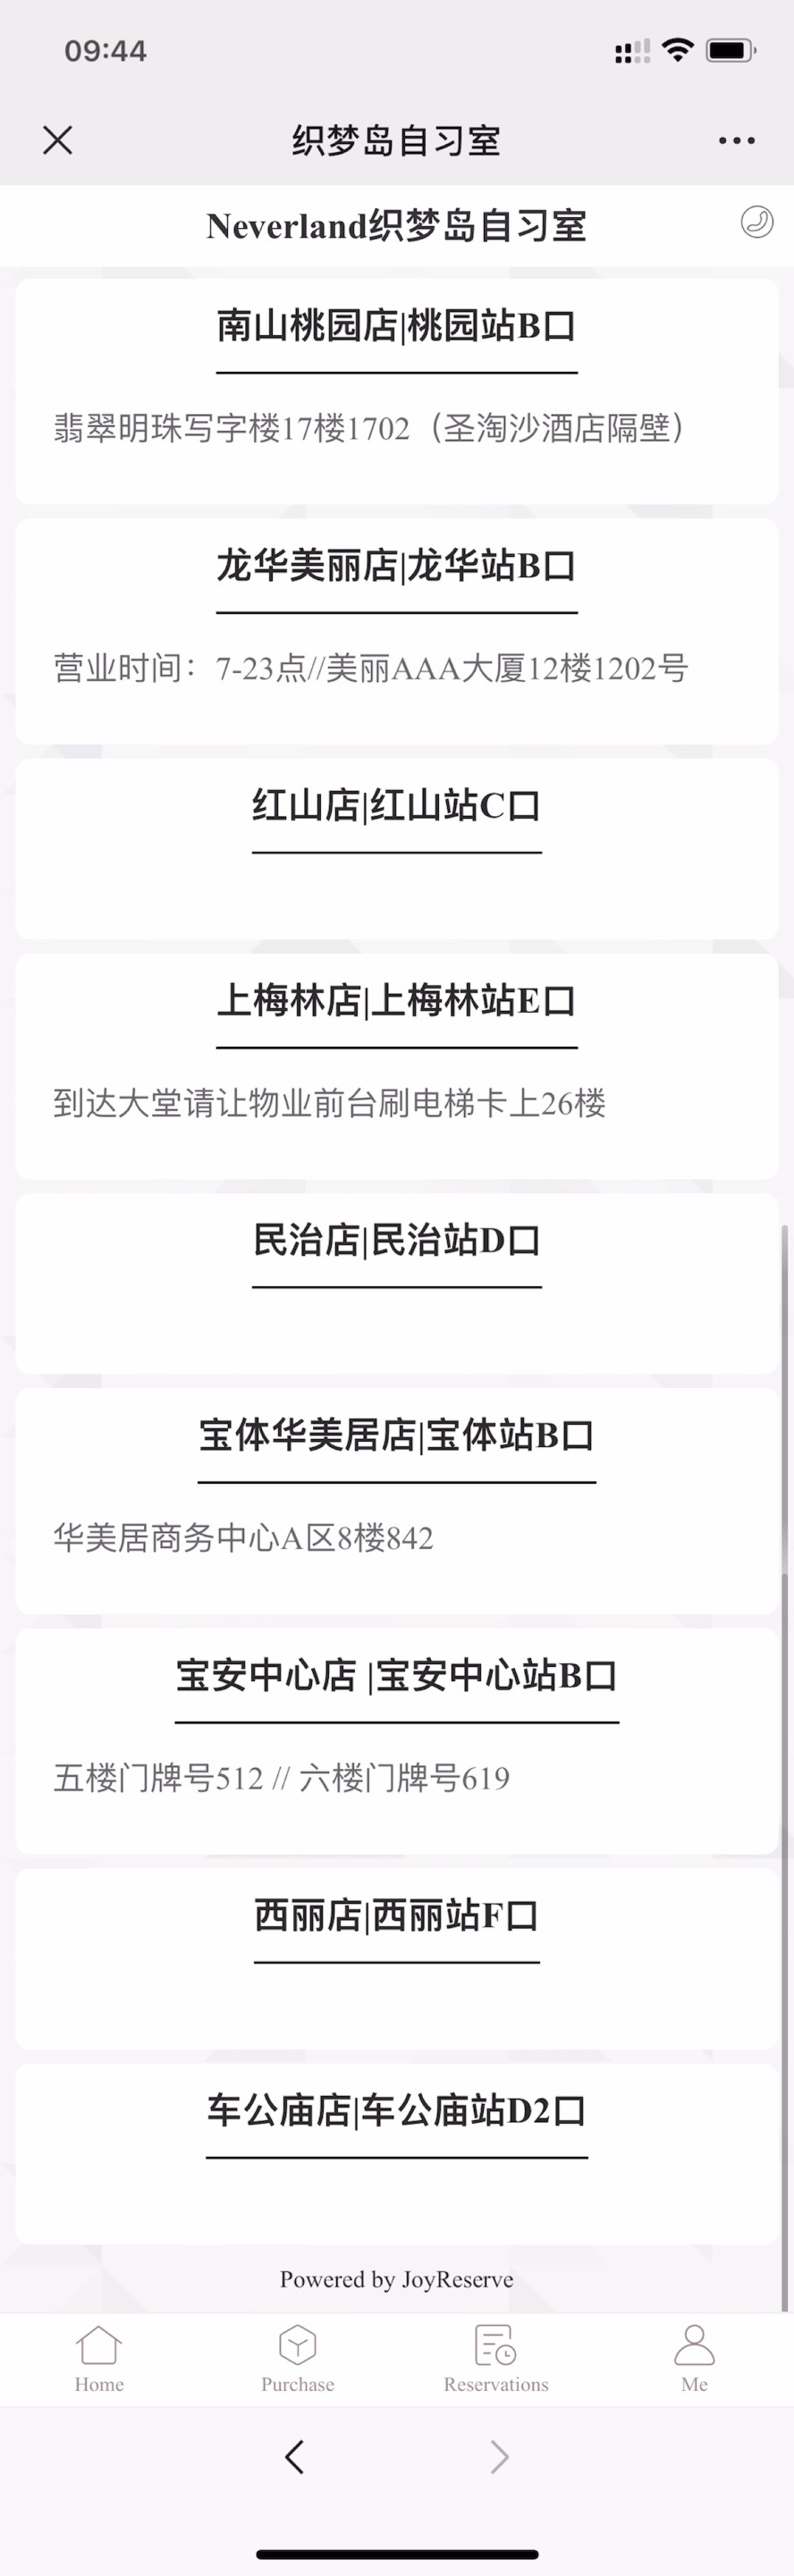 09:44
织梦岛自习室
Neverland织梦岛自习室
南山桃园店|桃园站B口
翡翠明珠写字楼17楼1702（圣淘沙酒店隔壁）
龙华美丽店|龙华站B口
营业时间：7-23点//美丽AAA大厦12楼1202号
红山店|红山站C口
上梅林店|上梅林站E口
到达大堂请让物业前台刷电梯卡上26楼
民治店|民治站D口
宝体华美居店|宝体站B口
华美居商务中心A区8楼842
宝安中心店 |宝安中心站B口
五楼门牌号512 // 六楼门牌号619
西丽店|西丽站F口
车公庙店|车公庙站D2口
Powered by JoyReserve
Home Purchase Reservations Me